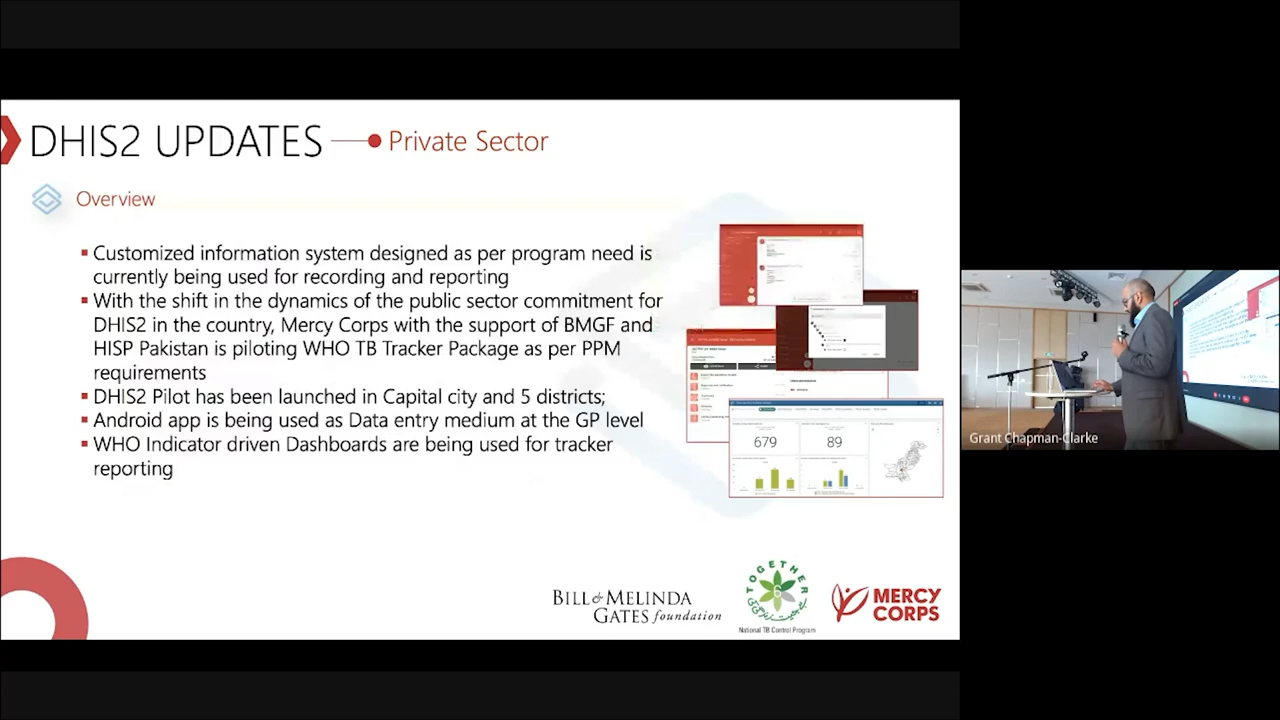 DHIS2 UPDATES
Private Sector
Overview
Customized information system designed as per program need is
currently being used for recording and reporting
With the shift in the dynamics of the public sector commitment for
DHIS2 in the country, Mercy Corps with the support of BMGF and
HISP Pakistan is piloting WHO TB Tracker Package as per PPM
requirements
DHIS2 Pilot has been launched in Capital city and 5 districts;
Android app is being used as Data entry medium at the GP level
WHO Indicator driven Dashboards are being used for tracker
reporting
679
89
BILL & MELINDA
GATES foundation
TOGETHER
National TB Control Program
MERCY
CORPS
Grant Chapman-Clarke